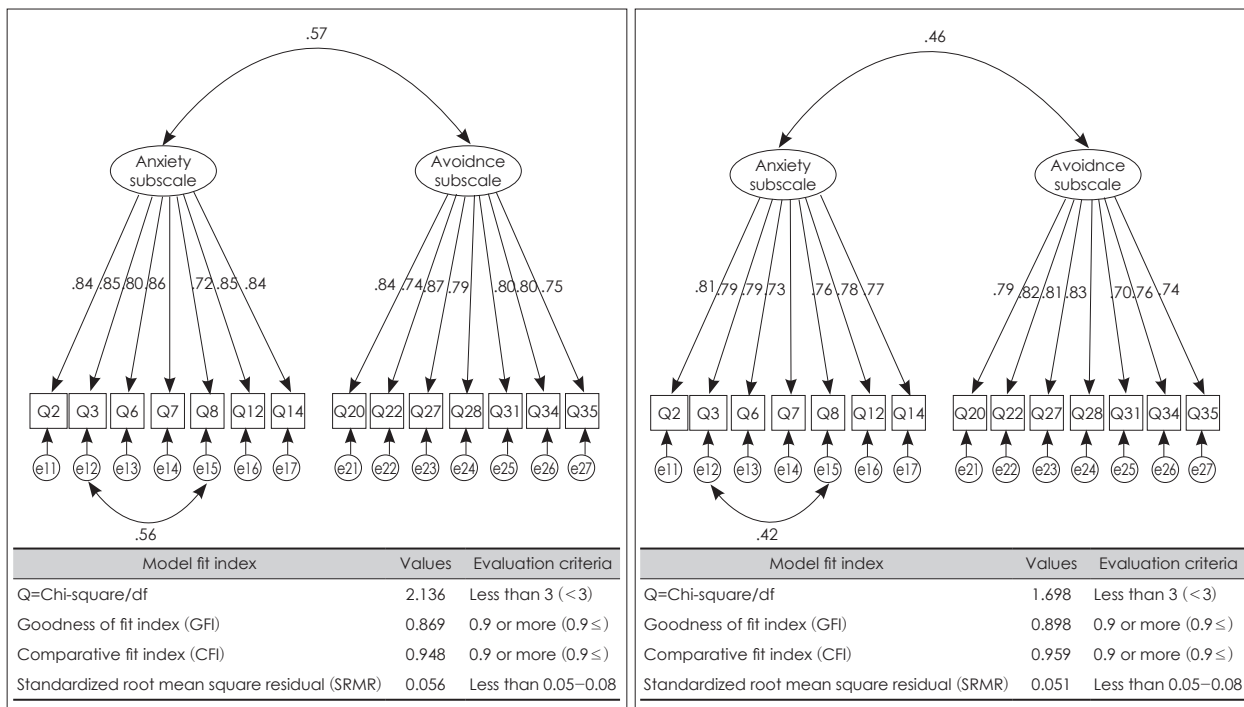 .57
Anxiety
subscale
Avoidnce
subscale
.84 .85 .80 .86 .72 .85 .84
.84 .74 .87 .79 .80 .80 .75
Q2 Q3 Q6 Q7 Q8 Q12 Q14
Q20 Q22 Q27 Q28 Q31 Q34 Q35
e11 e12 e13 e14 e15 e16 e17
e21 e22 e23 e24 e25 e26 e27
.56
Model fit index Values Evaluation criteria
Q=Chi-square/df 2.136 Less than 3 (<3)
Goodness of fit index (GFI) 0.869 0.9 or more (0.9≤)
Comparative fit index (CFI) 0.948 0.9 or more (0.9≤)
Standardized root mean square residual (SRMR) 0.056 Less than 0.05–0.08
.46
Anxiety
subscale
Avoidnce
subscale
.81 .79 .79 .73 .76 .78 .77
.79 .82 .81 .83 .70 .76 .74
Q2 Q3 Q6 Q7 Q8 Q12 Q14
Q20 Q22 Q27 Q28 Q31 Q34 Q35
e11 e12 e13 e14 e15 e16 e17
e21 e22 e23 e24 e25 e26 e27
.42
Model fit index Values Evaluation criteria
Q=Chi-square/df 1.698 Less than 3 (<3)
Goodness of fit index (GFI) 0.898 0.9 or more (0.9≤)
Comparative fit index (CFI) 0.959 0.9 or more (0.9≤)
Standardized root mean square residual (SRMR) 0.051 Less than 0.05–0.08